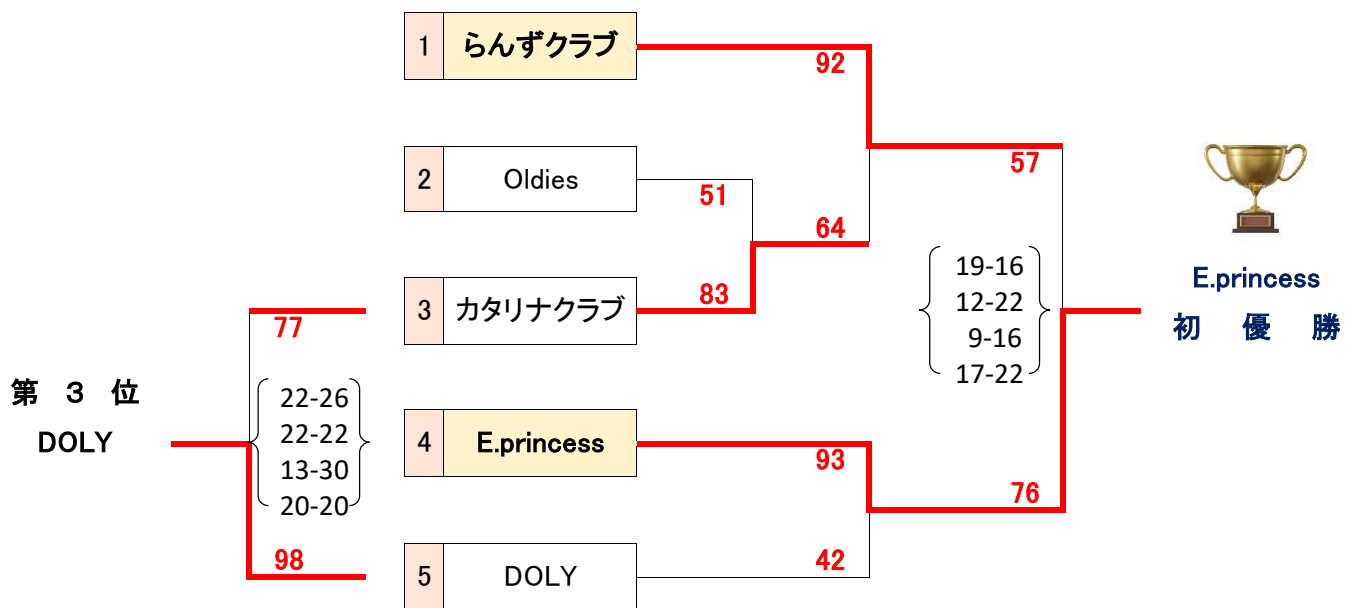 1 らんずクラブ
92
57
2 Oldies
51
64
3 カタリナクラブ
83
77
19-16
12-22
9-16
17-22
E.princess
初 優 勝
第 3 位
DOLY
22-26
22-22
13-30
20-20
4 E.princess
93
76
98
5 DOLY
42